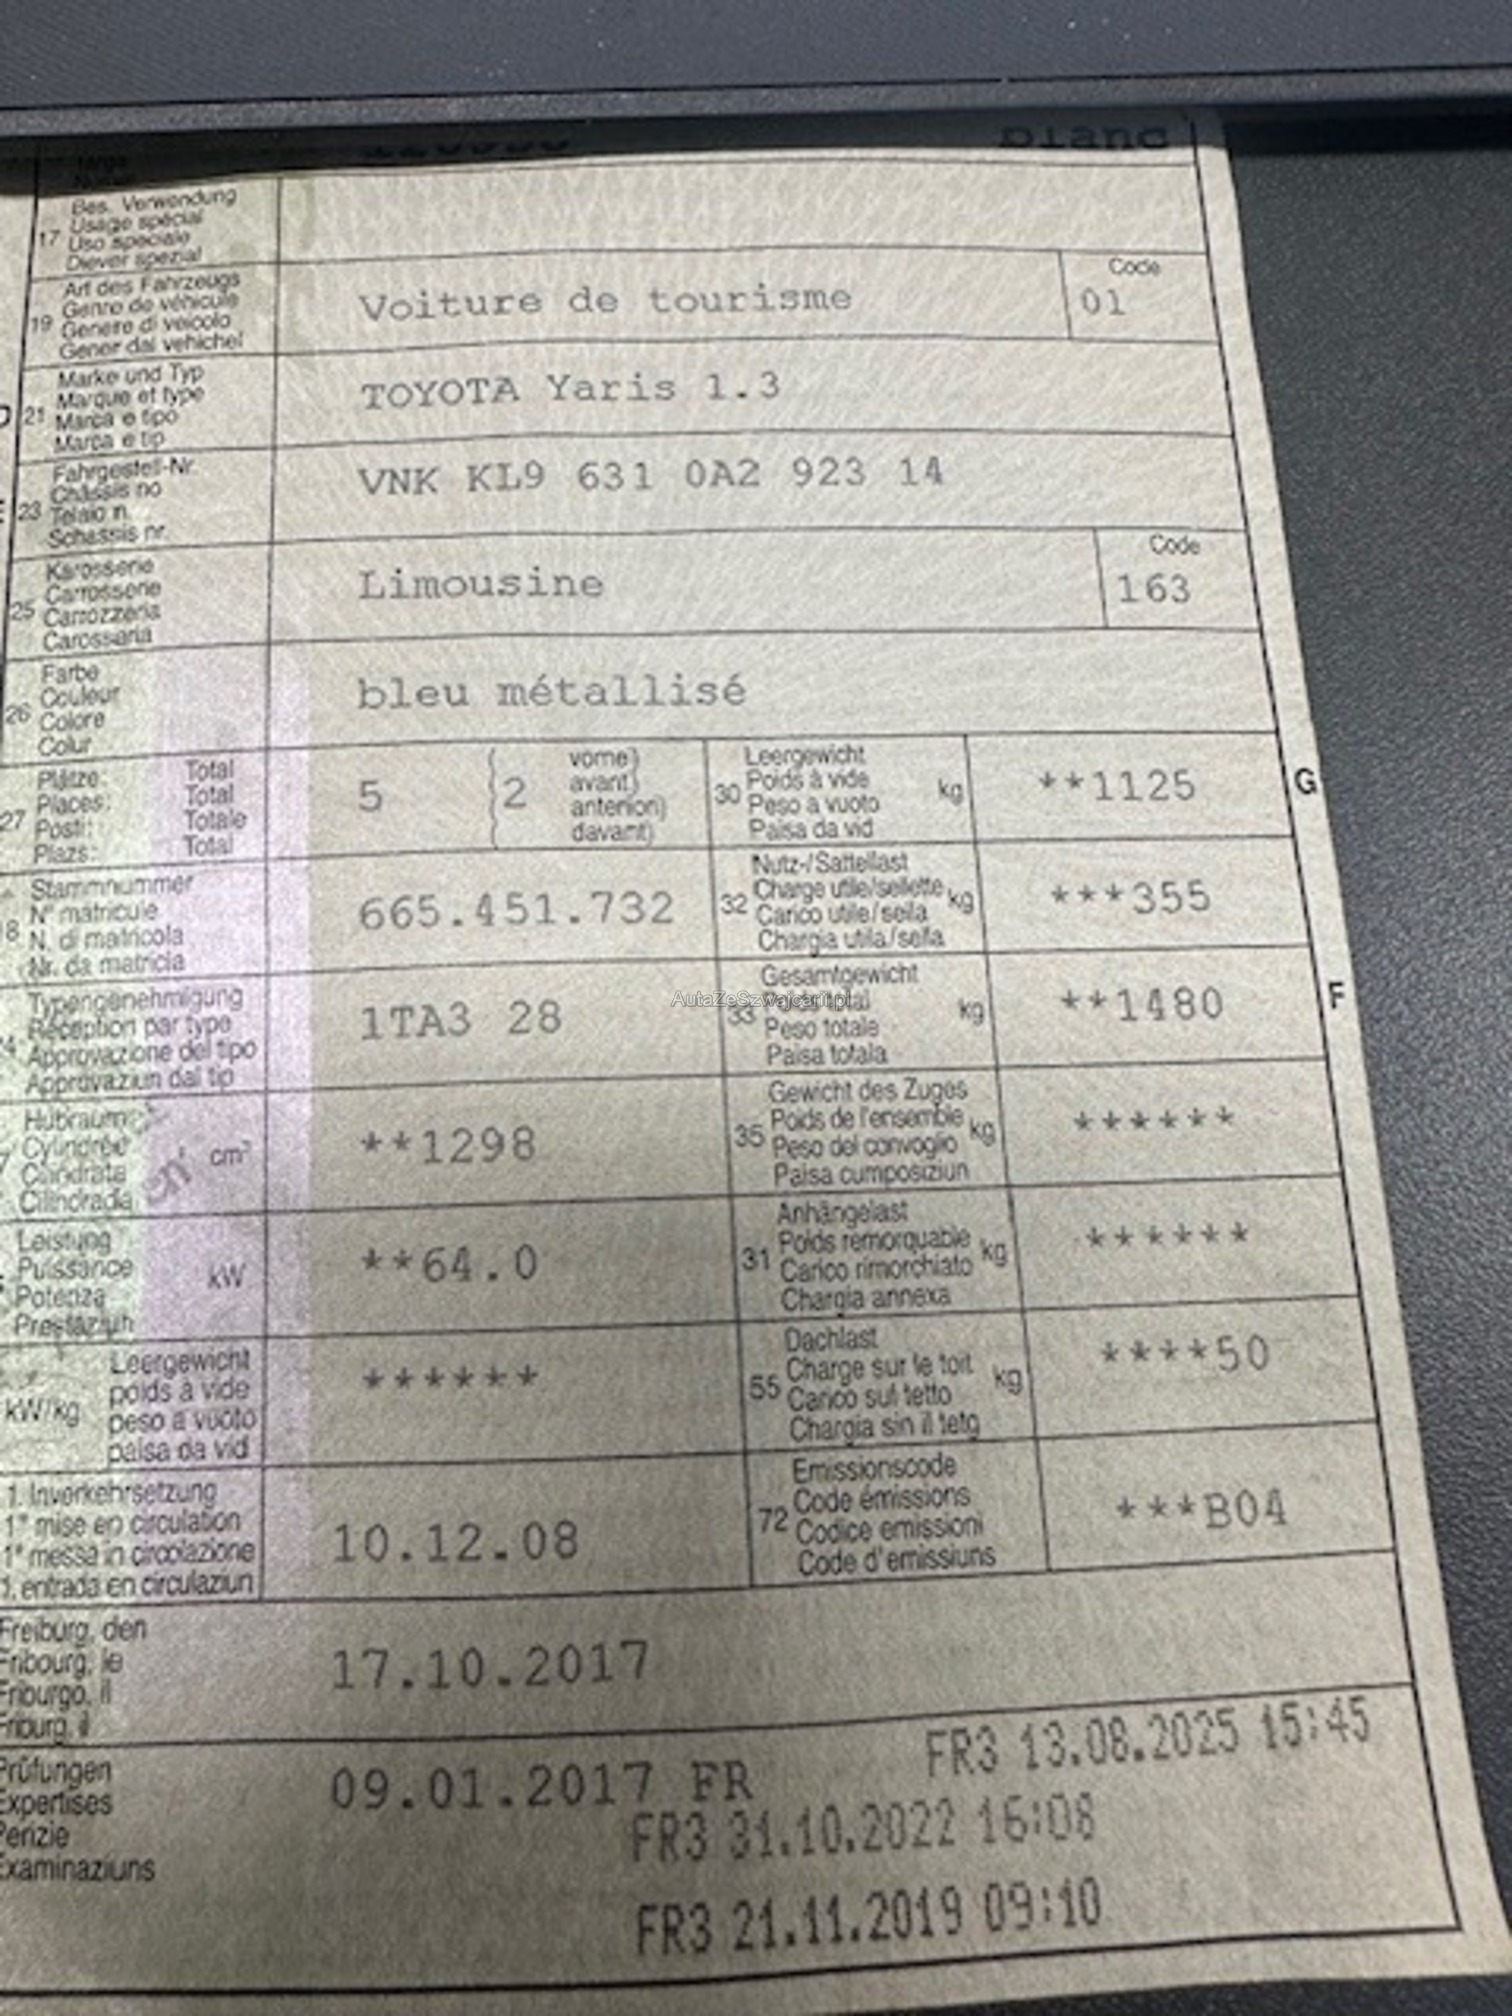 blanc
Bes. Verwendung
Usage spécial
17 Uso speciale
Diever spezial
Art des Fahrzeugs
Genre de véhicule
19 Genere di veicolo
Gener dal vehichel
Voiture de tourisme
Code
01
Marke und Typ
Marque et type
21 Marca e tipo
Marca e tip
TOYOTA Yaris 1.3
Fahrgestell-Nr.
Châssis no
23 Telaio n.
Schassis nr.
VNK KL9 631 0A2 923 14
Karosserie
Carrosserie
25 Carrozzeria
Carossaria
Limousine
Code
163
Farbe
Couleur
26 Colore
Colur
bleu métallisé
Plätze: Total
Places: Total
27 Posti: Totale
Plazs: Total
5 2
vorne)
avant)
anteriori)
davant)
Leergewicht
30 Poids à vide kg
Peso a vuoto
Paisa da vid
**1125
G
Stammnummer
N° matricule
18 N. di matricola
Nr. da matricla
665.451.732
Nutz-/Sattellast
32 Charge utile/sellette kg
Carico utile/sella
Chargia utila/sella
***355
Typengenehmigung
Réception par type
Approvazione del tipo
Approvaziun dal tip
1TA3 28
Gesamtgewicht
33 kg
Peso totale
Paisa totala
**1480
F
AutaZeSzwajcarii.pl
Hubraum
Cylindrée cm³
Cilindrata
Cilindrada
**1298
Gewicht des Zuges
35 Poids de l'ensemble kg
Peso del convoglio
Paisa cumposiziun
******
Leistung
Puissance kW
Potenza
Prestaziun
**64.0
Anhängelast
31 Poids remorquable kg
Carico rimorchiato
Chargia annexa
******
Leergewicht
poids à vide
kW/kg peso a vuoto
paisa da vid
******
Dachlast
55 Charge sur le toit kg
Carico sul tetto
Chargia sin il tetg
****50
1. Inverkehrsetzung
1re mise en circulation
1a messa in circolazione
1. entrada en circulaziun
10.12.08
Emissionscode
72 Code émissions
Codice emissioni
Code d'emissiuns
***B04
Freiburg, den
Fribourg, le
Friburgo, il
Friburg, il
17.10.2017
Prüfungen
Expertises
Perizie
Examinaziuns
09.01.2017 FR
FR3 13.08.2025 15:45
FR3 31.10.2022 16:08
FR3 21.11.2019 09:10